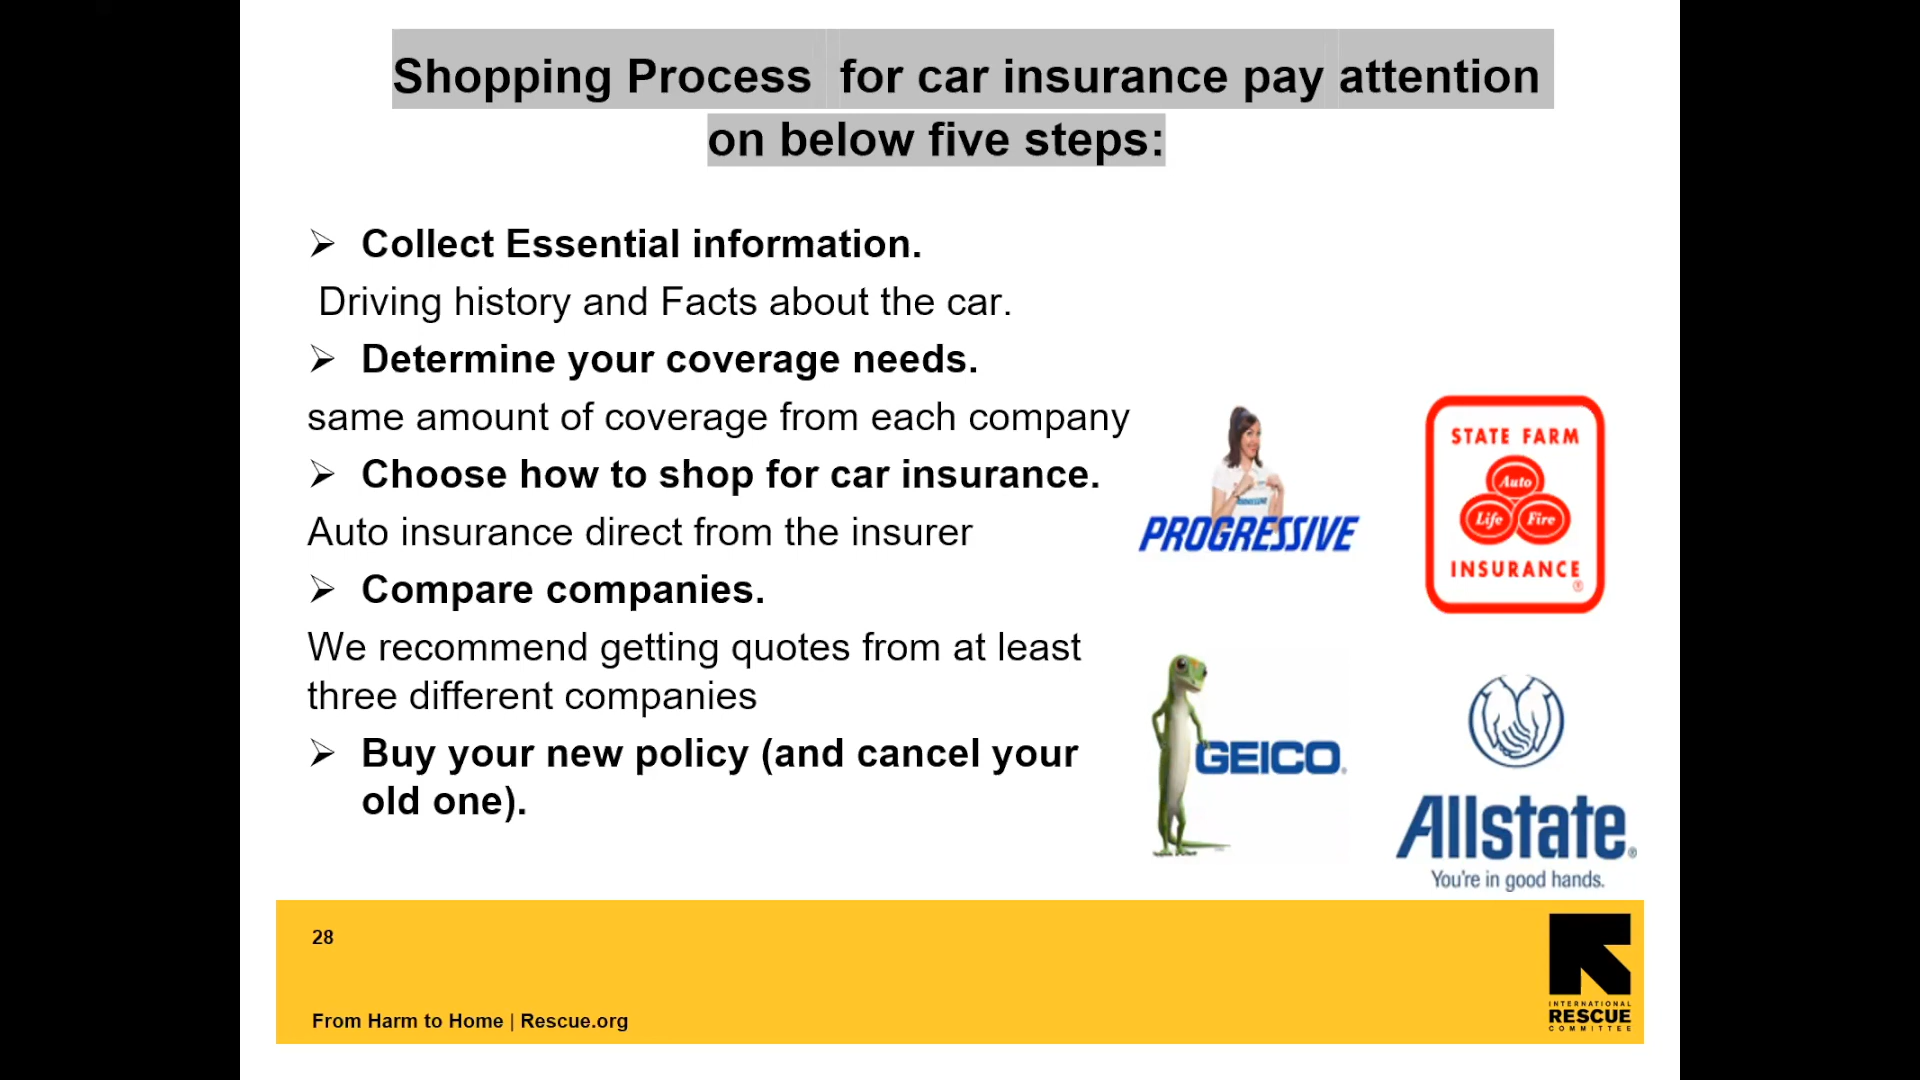 Shopping Process for car insurance pay attention
on below five steps:
➢ Collect Essential information.
Driving history and Facts about the car.
➢ Determine your coverage needs.
same amount of coverage from each company
➢ Choose how to shop for car insurance.
Auto insurance direct from the insurer
➢ Compare companies.
We recommend getting quotes from at least
three different companies
➢ Buy your new policy (and cancel your
old one).
PROGRESSIVE
STATE FARM
Auto
Life Fire
INSURANCE
®
GEICO®
Allstate®
You're in good hands.
28
From Harm to Home | Rescue.org
INTERNATIONAL
RESCUE
COMMITTEE